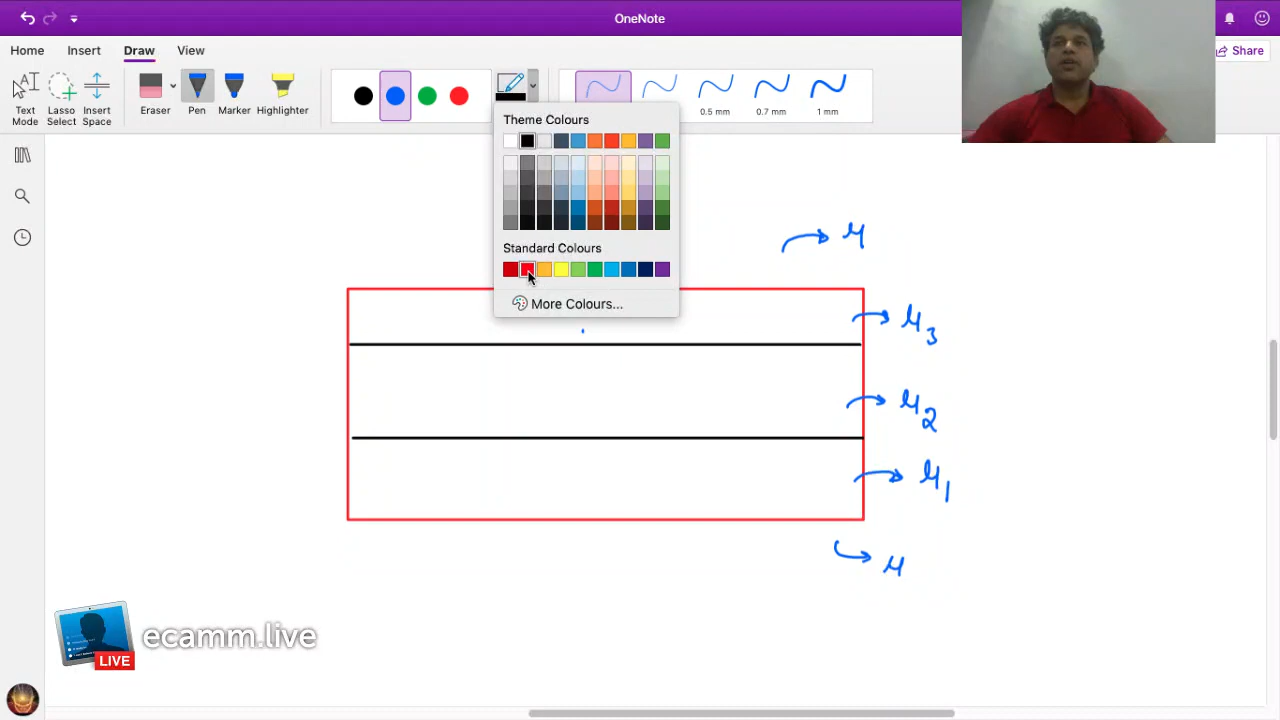 OneNote
Home Insert Draw View
Share
Text Mode
Lasso Select
Insert Space
Eraser
Pen
Marker
Highlighter
0.5 mm
0.7 mm
1 mm
Theme Colours
Standard Colours
More Colours...
μ
μ3
μ2
μ1
μ
ecamm.live
LIVE